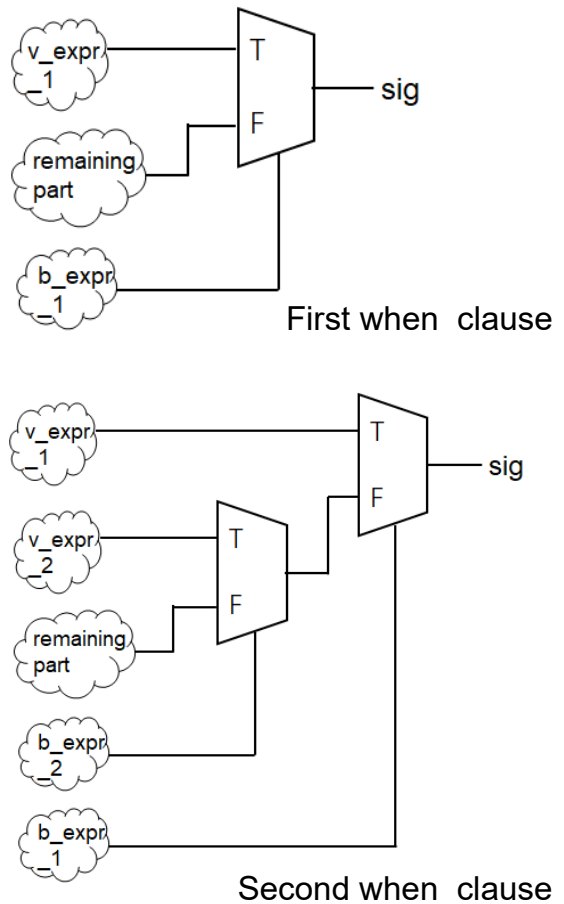 v_expr
_1
T
sig
F
remaining
part
b_expr
_1
First when clause
v_expr
_1
T
sig
F
v_expr
_2
T
F
remaining
part
b_expr
_2
b_expr
_1
Second when clause